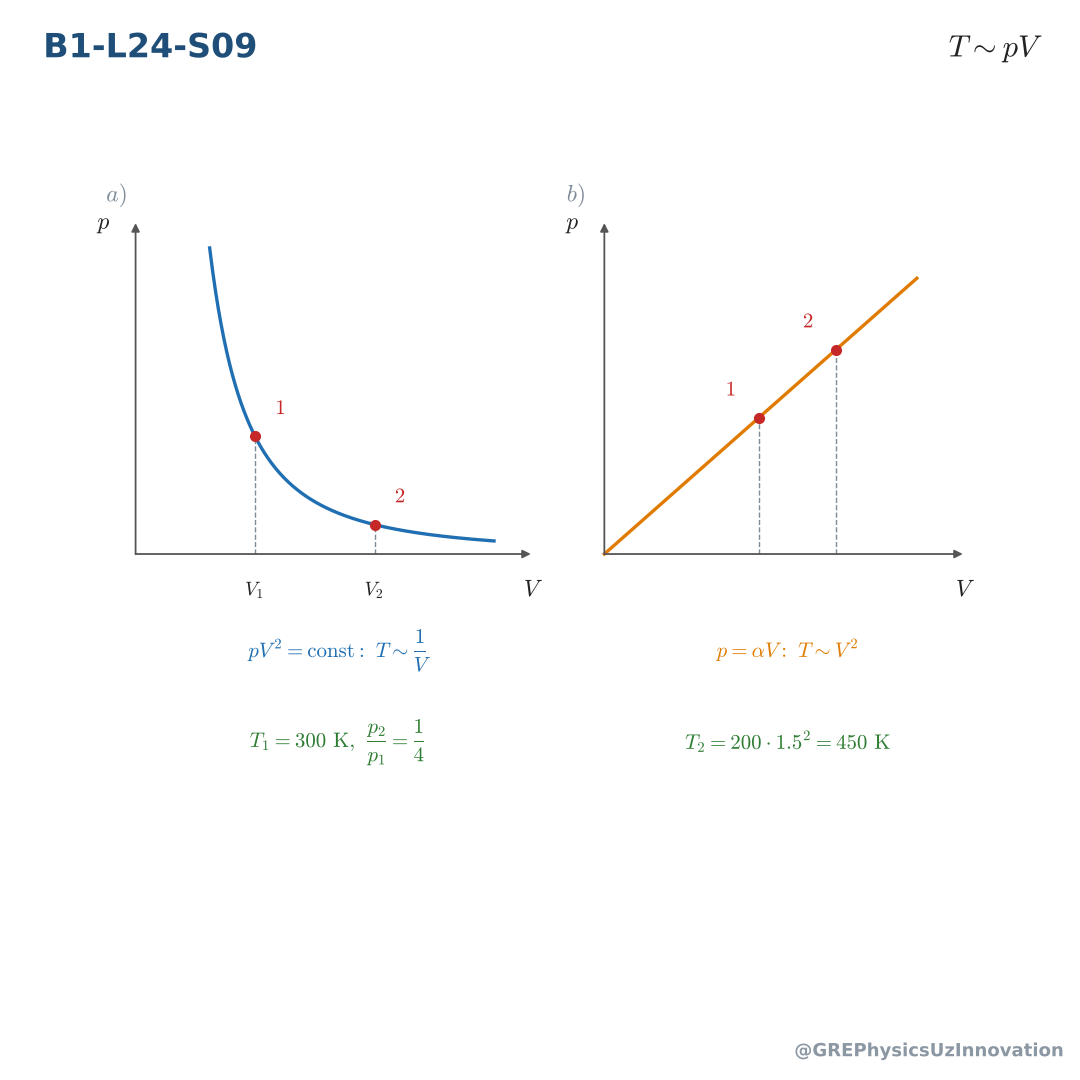 B1-L24-S09
T ~ pV
a)
p
1
2
V₁
V₂
V
pV² = const : T ~ 1/V
T₁ = 300 K, p₂/p₁ = 1/4
b)
p
1
2
V
p = αV : T ~ V²
T₂ = 200 · 1.5² = 450 K
@GREPhysicsUzInnovation